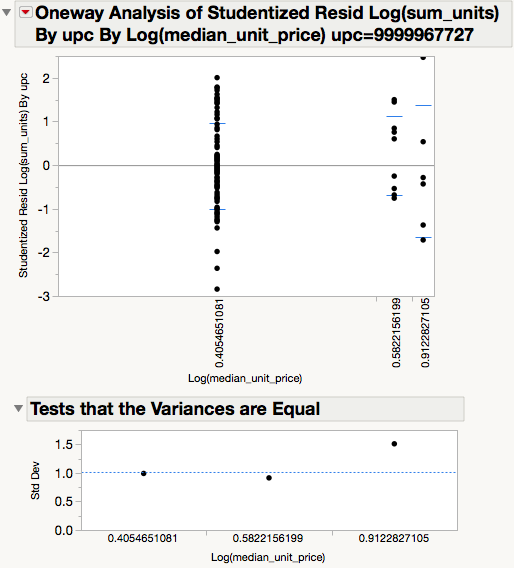 Oneway Analysis of Studentized Resid Log(sum_units)
By upc By Log(median_unit_price) upc=9999967727
Studentized Resid Log(sum_units) By upc
2
1
0
-1
-2
-3
0.4054651081
0.5822156199
0.9122827105
Log(median_unit_price)
Tests that the Variances are Equal
Std Dev
1.5
1.0
0.5
0.0
0.4054651081
0.5822156199
0.9122827105
Log(median_unit_price)